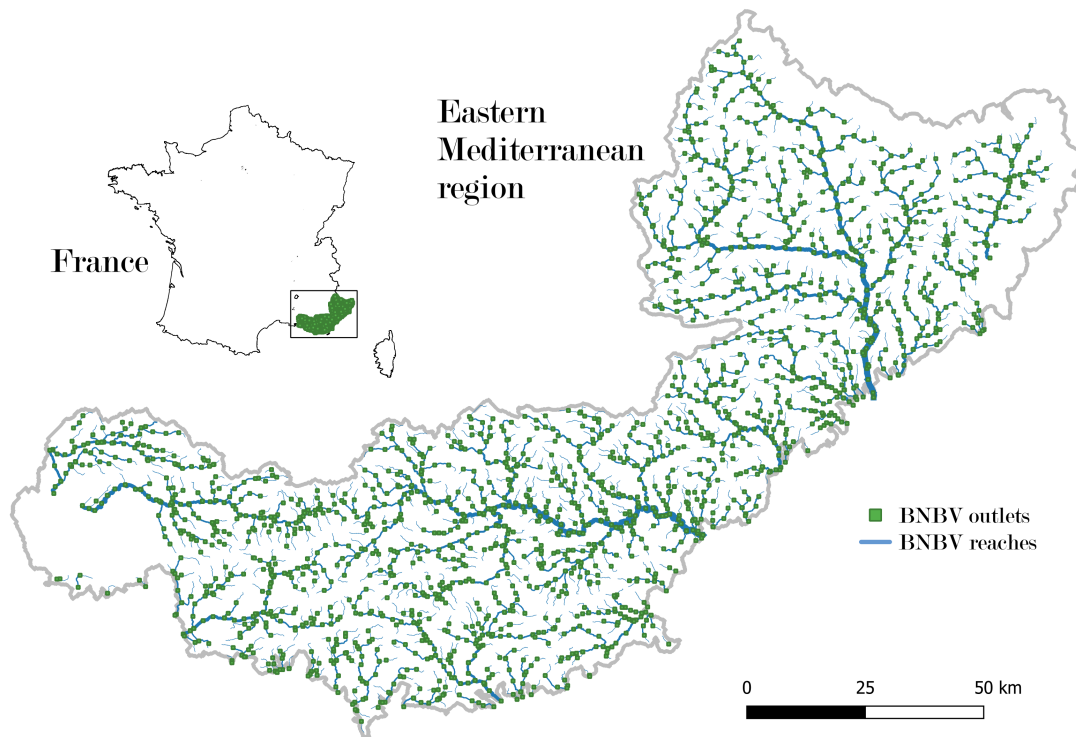 Eastern
Mediterranean
region
France
BNBV outlets
BNBV reaches
0 25 50 km